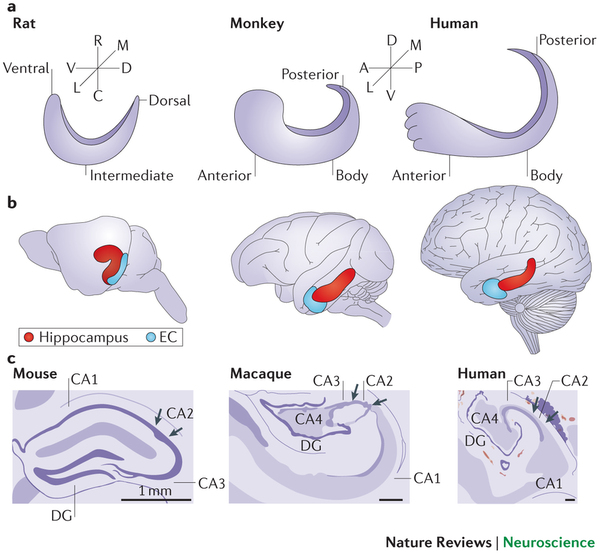 a
Rat
Monkey
Human
R
M
V
D
L
C
Ventral
Dorsal
Intermediate
D
M
A
P
L
V
Posterior
Anterior
Body
Posterior
Anterior
Body
b
Hippocampus
EC
c
Mouse
Macaque
Human
CA1
CA2
CA3
DG
1 mm
CA3
CA2
CA4
DG
CA1
CA3
CA2
CA4
DG
CA1
Nature Reviews | Neuroscience